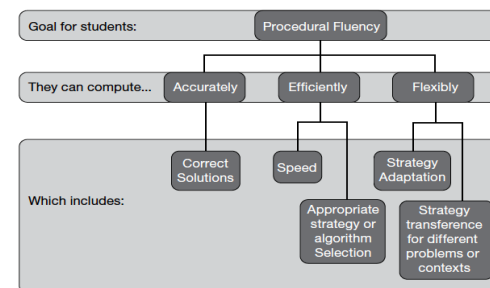 Goal for students:
Procedural Fluency
They can compute...
Accurately
Efficiently
Flexibly
Which includes:
Correct
Solutions
Speed
Strategy
Adaptation
Appropriate
strategy or
algorithm
Selection
Strategy
transference
for different
problems or
contexts